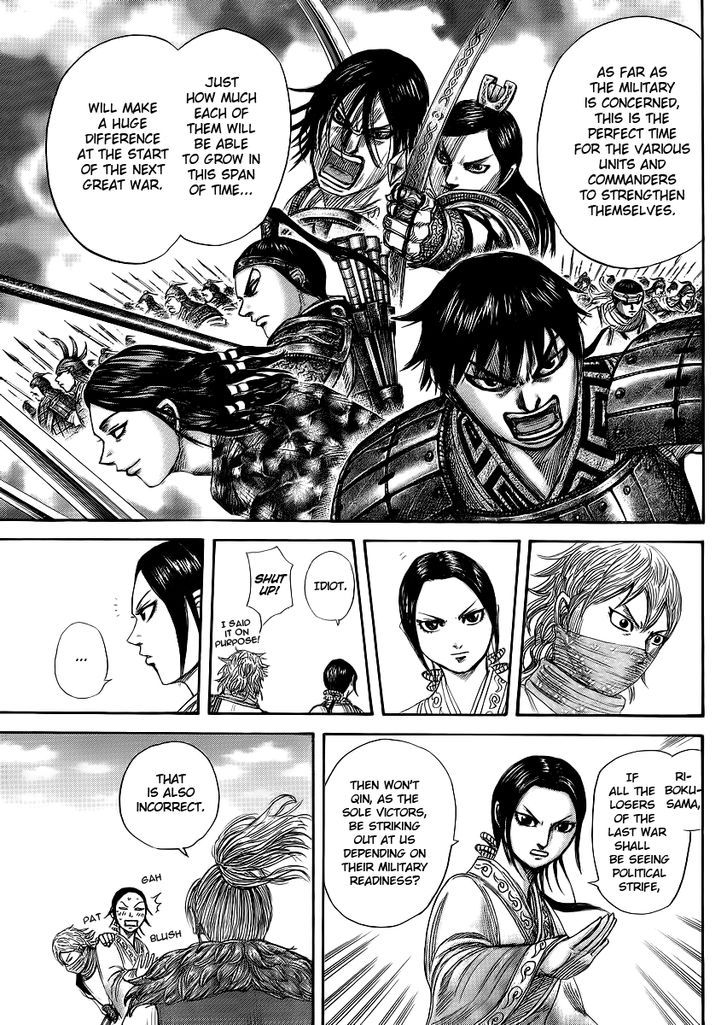 AS FAR AS
THE MILITARY
IS CONCERNED,
THIS IS THE
PERFECT TIME
FOR THE VARIOUS
UNITS AND
COMMANDERS
TO STRENGTHEN
THEMSELVES.
JUST
HOW MUCH
EACH OF
THEM WILL
BE ABLE
TO GROW IN
THIS SPAN
OF TIME...
WILL MAKE
A HUGE
DIFFERENCE
AT THE START
OF THE NEXT
GREAT WAR.
IDIOT.
SHUT
UP!
I SAID
IT ON
PURPOSE!
...
RI-
BOKU-
SAMA,
IF
ALL THE
LOSERS
OF THE
LAST WAR
SHALL
BE SEEING
POLITICAL
STRIFE,
THEN WON'T
QIN, AS THE
SOLE VICTORS,
BE STRIKING
OUT AT US
DEPENDING ON
THEIR MILITARY
READINESS?
THAT
IS ALSO
INCORRECT.
GAH
PAT
BLUSH